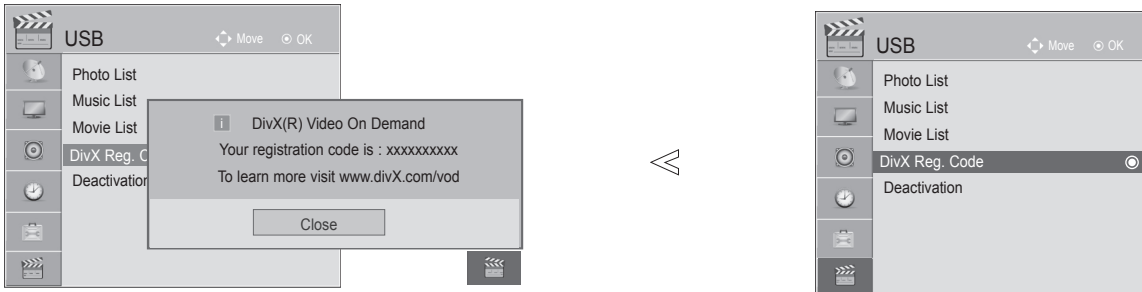 USB
Move OK
Photo List
Music List
Movie List
DivX Reg. C
Deactivation
i DivX(R) Video On Demand
Your registration code is : xxxxxxxxxx
To learn more visit www.divX.com/vod
Close
USB
Move OK
Photo List
Music List
Movie List
DivX Reg. Code
Deactivation